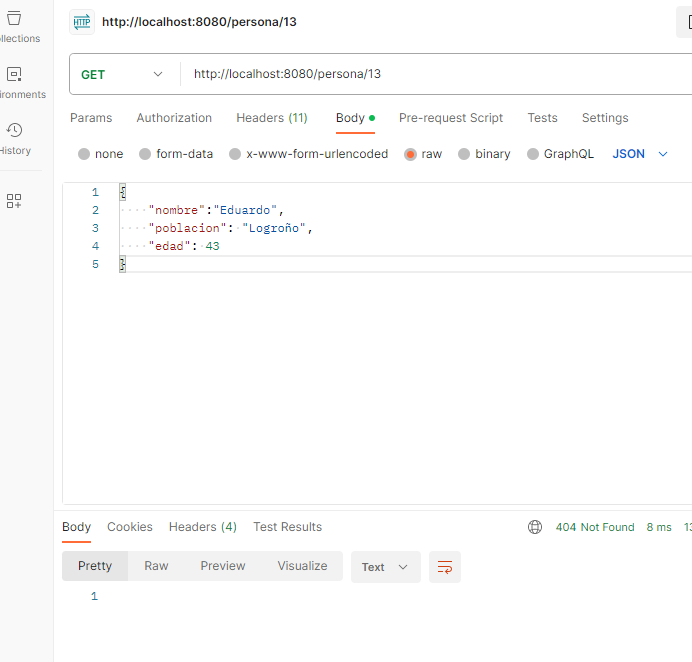 HTTP http://localhost:8080/persona/13
llections
GET http://localhost:8080/persona/13
ironments
Params Authorization Headers (11) Body Pre-request Script Tests Settings
History
none form-data x-www-form-urlencoded raw binary GraphQL JSON
1 {
2 "nombre":"Eduardo",
3 "poblacion": "Logroño",
4 "edad": 43
5 }
Body Cookies Headers (4) Test Results 404 Not Found 8 ms 13
Pretty Raw Preview Visualize Text
1